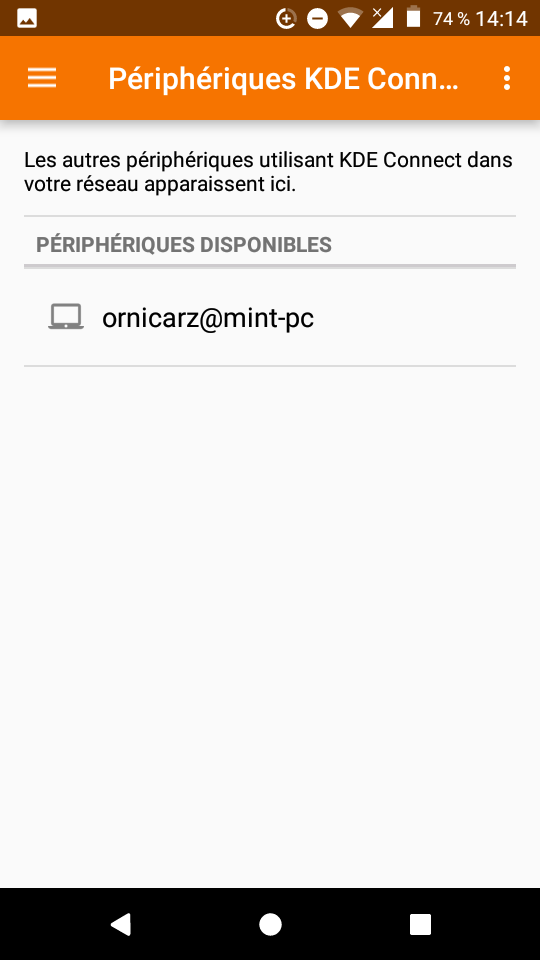 74 % 14:14
Périphériques KDE Conn...
Les autres périphériques utilisant KDE Connect dans
votre réseau apparaissent ici.
PÉRIPHÉRIQUES DISPONIBLES
ornicarz@mint-pc